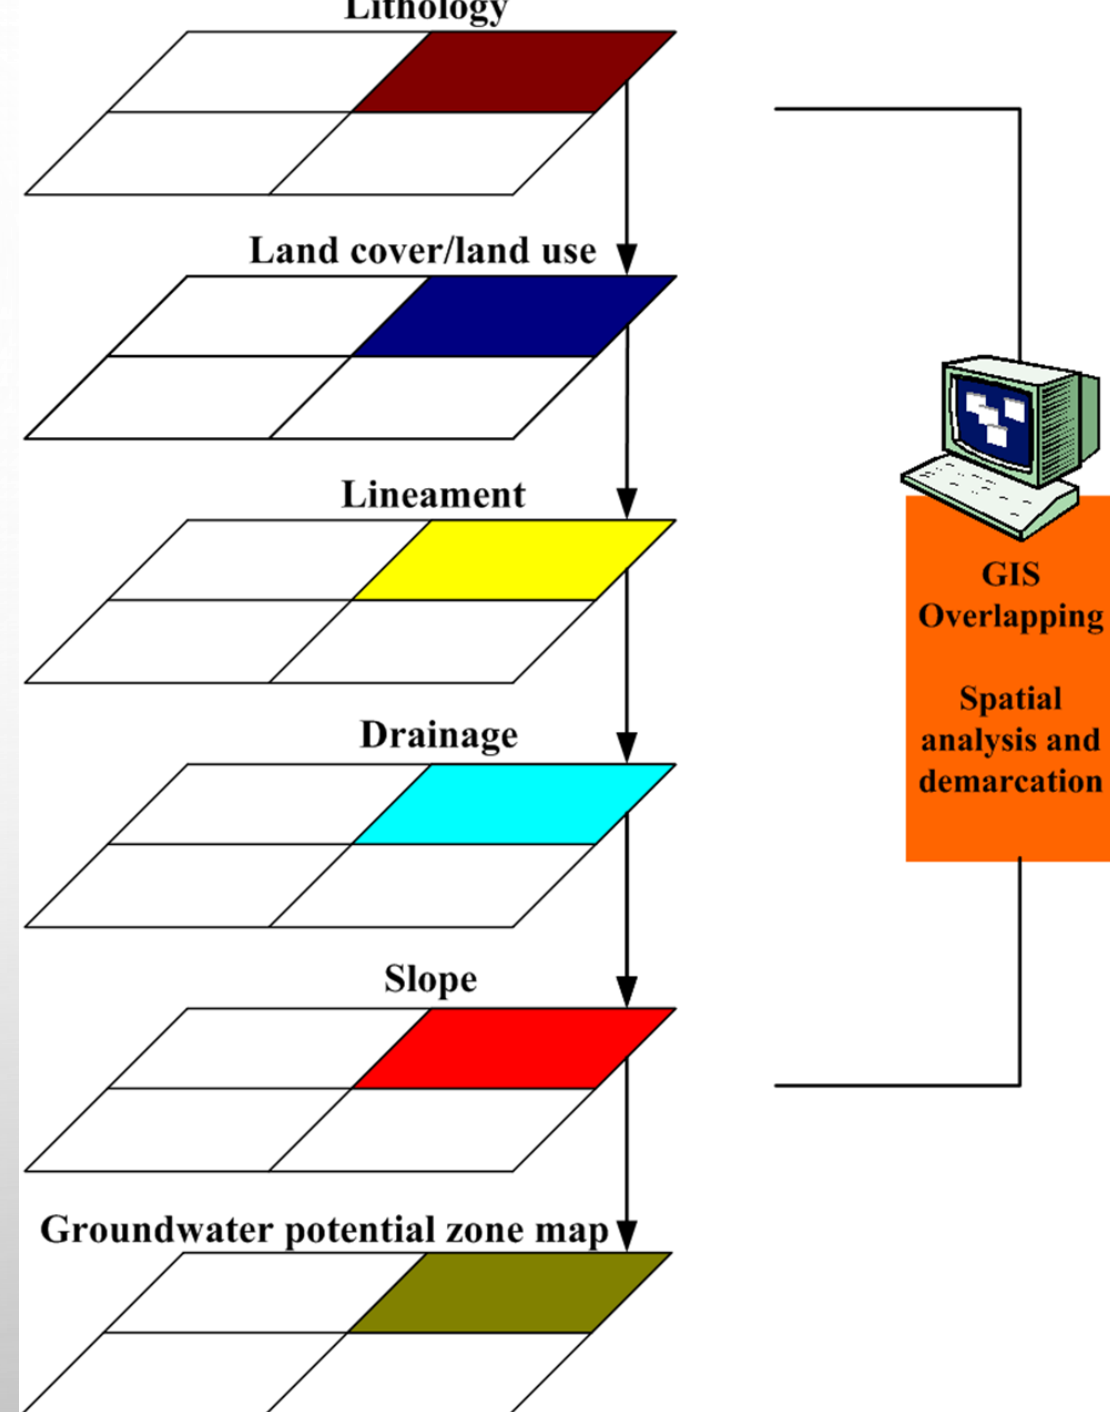 Lithology
Land cover/land use
Lineament
Drainage
Slope
Groundwater potential zone map
GIS
Overlapping
Spatial
analysis and
demarcation